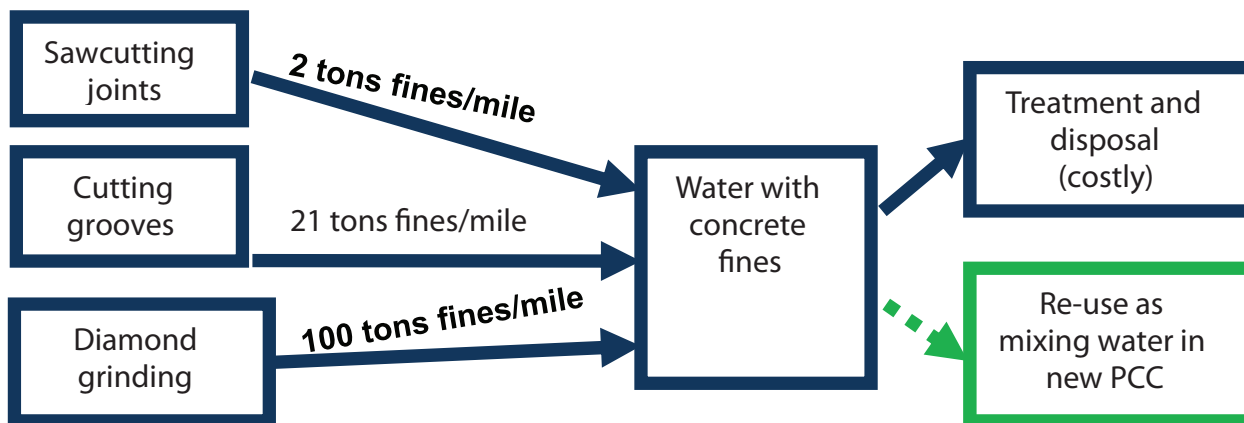 Sawcutting
joints
2 tons fines/mile
Cutting
grooves
21 tons fines/mile
Diamond
grinding
100 tons fines/mile
Water with
concrete
fines
Treatment and
disposal
(costly)
Re-use as
mixing water in
new PCC